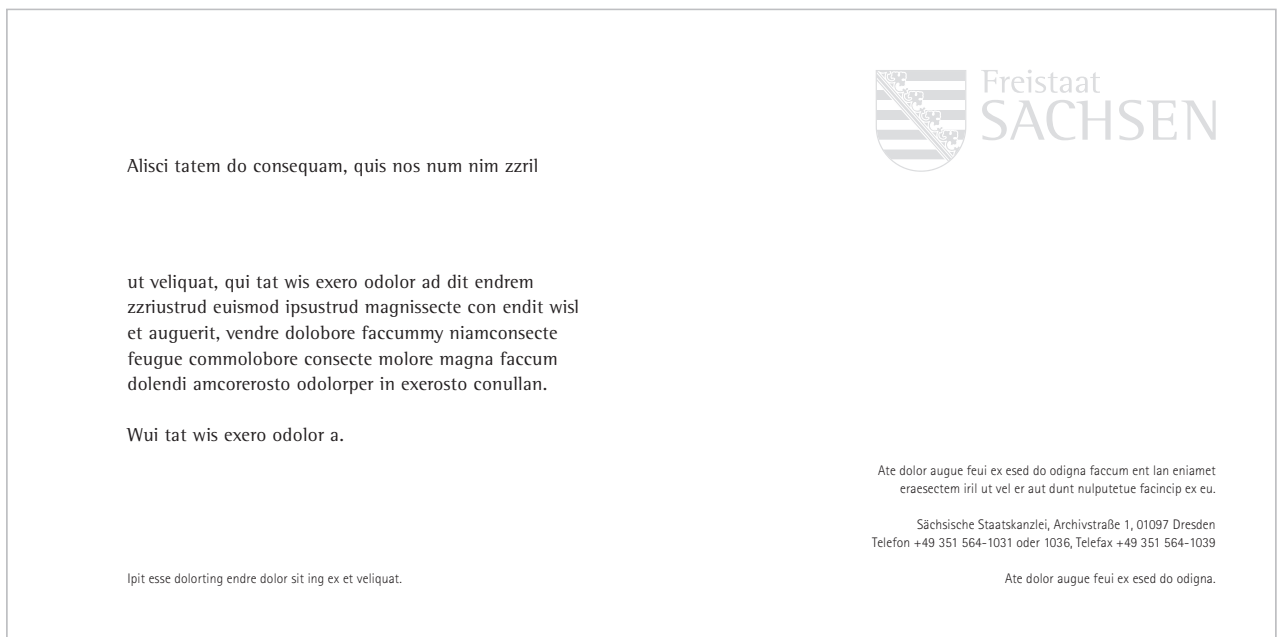 Freistaat
SACHSEN
Alisci tatem do consequam, quis nos num nim zzril
ut veliquat, qui tat wis exero odolor ad dit endrem
zzriustrud euismod ipsustrud magnissecte con endit wisl
et auguerit, vendre dolobore faccummy niamconsecte
feugue commolobore consecte molore magna faccum
dolendi amcorerosto odolorper in exerosto conullan.
Wui tat wis exero odolor a.
Ate dolor augue feui ex esed do odigna faccum ent lan eniamet
eraesectem iril ut vel er aut dunt nulputetue facincip ex eu.
Sächsische Staatskanzlei, Archivstraße 1, 01097 Dresden
Telefon +49 351 564-1031 oder 1036, Telefax +49 351 564-1039
Ipit esse dolorting endre dolor sit ing ex et veliquat.
Ate dolor augue feui ex esed do odigna.